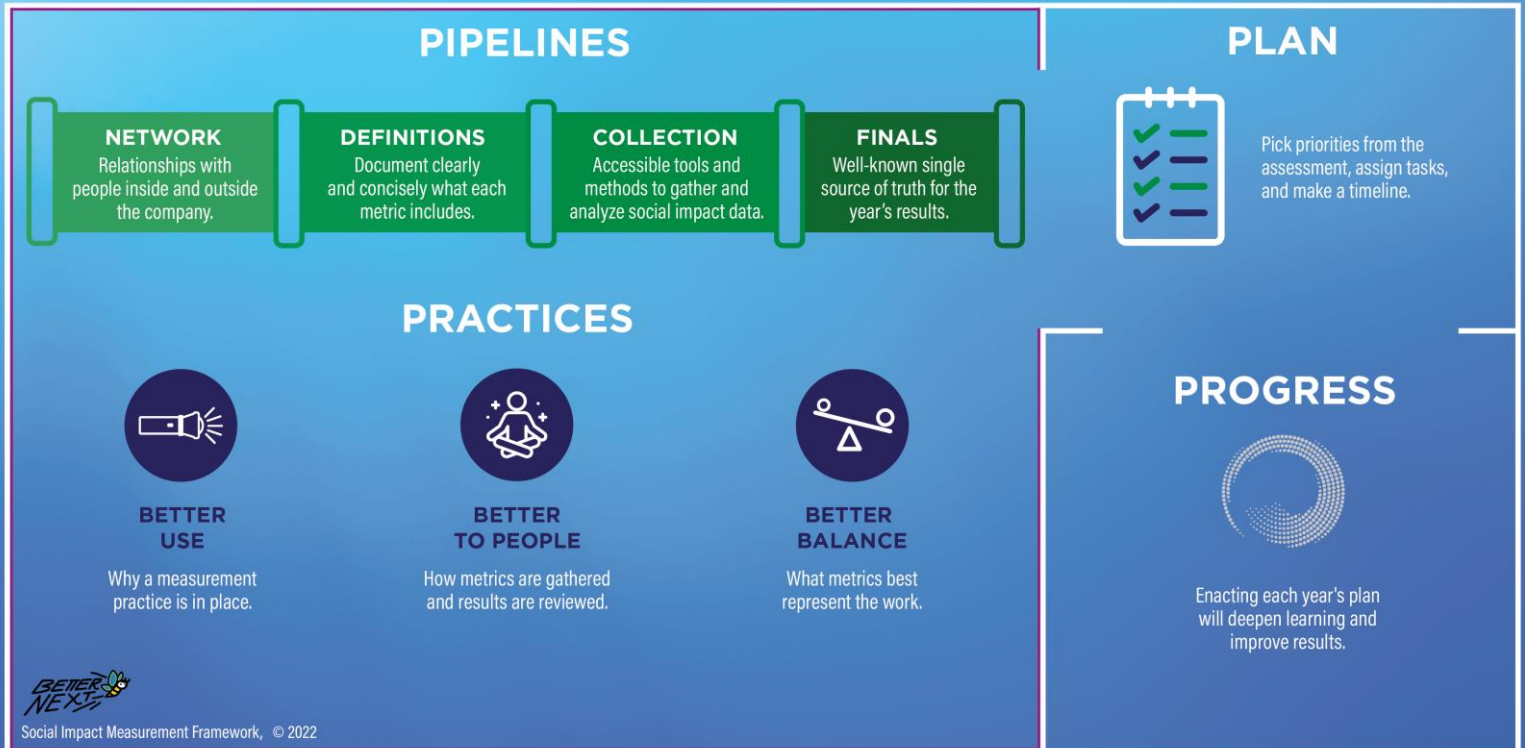 PIPELINES
NETWORK
Relationships with
people inside and outside
the company.
DEFINITIONS
Document clearly
and concisely what each
metric includes.
COLLECTION
Accessible tools and
methods to gather and
analyze social impact data.
FINALS
Well-known single
source of truth for the
year's results.
PRACTICES
BETTER
USE
Why a measurement
practice is in place.
BETTER
TO PEOPLE
How metrics are gathered
and results are reviewed.
BETTER
BALANCE
What metrics best
represent the work.
PLAN
Pick priorities from the
assessment, assign tasks,
and make a timeline.
PROGRESS
Enacting each year's plan
will deepen learning and
improve results.
BETTER
NEXT
Social Impact Measurement Framework, © 2022